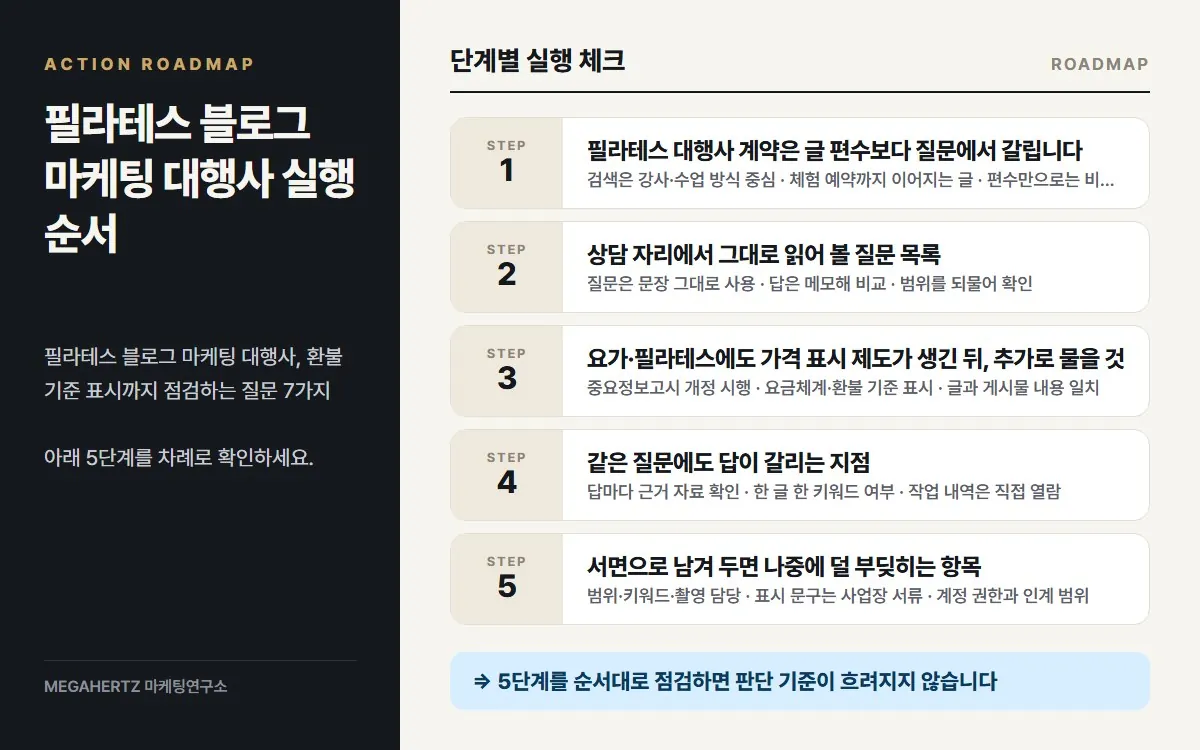 ACTION ROADMAP
필라테스 블로그
마케팅 대행사 실행
순서
필라테스 블로그 마케팅 대행사, 환불
기준 표시까지 점검하는 질문 7가지
아래 5단계를 차례로 확인하세요.
MEGAHERTZ 마케팅연구소
단계별 실행 체크
ROADMAP
STEP
1
필라테스 대행사 계약은 글 편수보다 질문에서 갈립니다
검색은 강사·수업 방식 중심 · 체험 예약까지 이어지는 글 · 편수만으로는 비...
STEP
2
상담 자리에서 그대로 읽어 볼 질문 목록
질문은 문장 그대로 사용 · 답은 메모해 비교 · 범위를 되물어 확인
STEP
3
요가·필라테스에도 가격 표시 제도가 생긴 뒤, 추가로 물을 것
중요정보고시 개정 시행 · 요금체계·환불 기준 표시 · 글과 게시물 내용 일치
STEP
4
같은 질문에도 답이 갈리는 지점
답마다 근거 자료 확인 · 한 글 한 키워드 여부 · 작업 내역은 직접 열람
STEP
5
서면으로 남겨 두면 나중에 덜 부딪히는 항목
범위·키워드·촬영 담당 · 표시 문구는 사업장 서류 · 계정 권한과 인계 범위
→ 5단계를 순서대로 점검하면 판단 기준이 흐려지지 않습니다